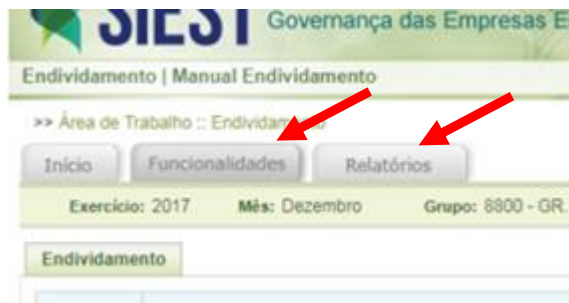 SIEST Governança das Empresas E
Endividamento | Manual Endividamento
>> Área de Trabalho :: Endividamento
Início Funcionalidades Relatórios
Exercício: 2017 Mês: Dezembro Grupo: 8800 - GR.
Endividamento